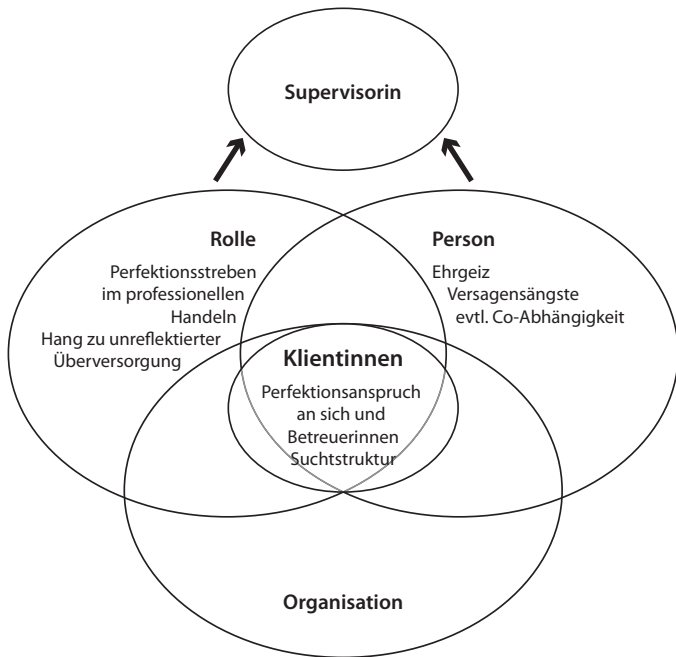 Supervisorin
Rolle
Perfektionsstreben
im professionellen
Handeln
Hang zu unreflektierter
Überversorgung
Person
Ehrgeiz
Versagensängste
evtl. Co-Abhängigkeit
Klientinnen
Perfektionsanspruch
an sich und
Betreuerinnen
Suchtstruktur
Organisation